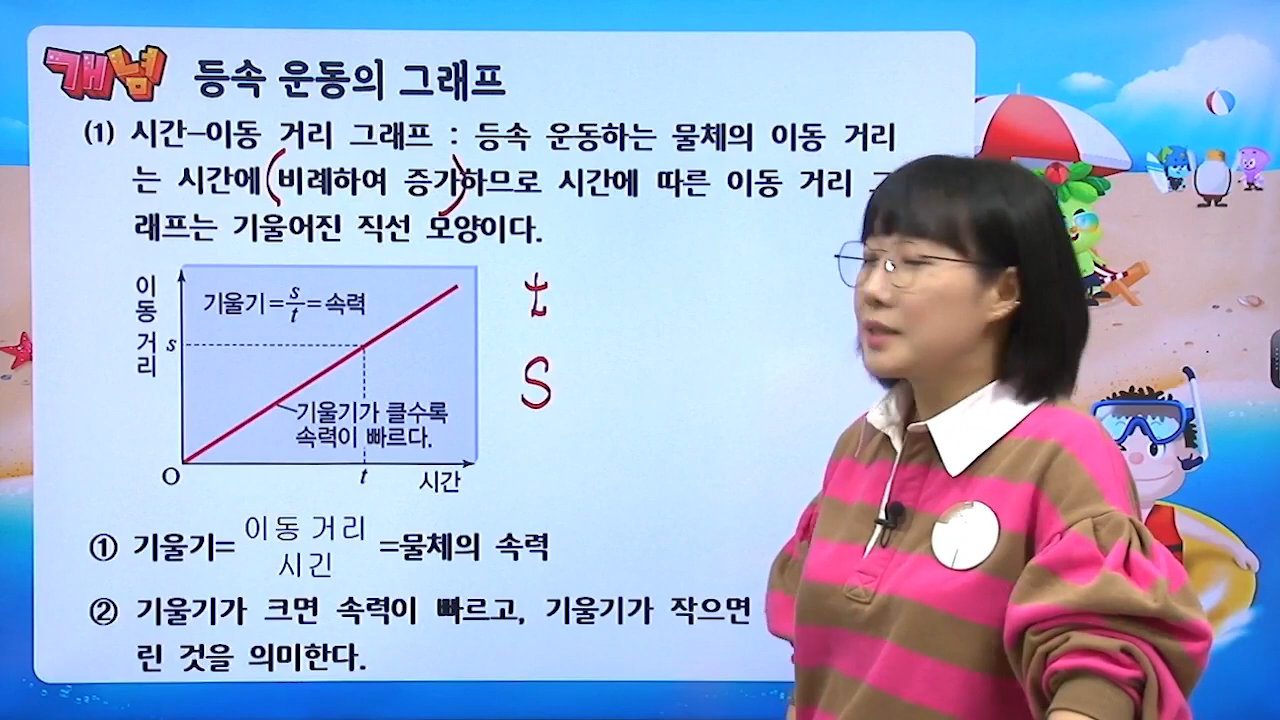 개념 등속 운동의 그래프
(1) 시간-이동 거리 그래프 : 등속 운동하는 물체의 이동 거리
는 시간에 비례하여 증가하므로 시간에 따른 이동 거리
래프는 기울어진 직선 모양이다.
이동 거리
기울기=s/t=속력
s
기울기가 클수록
속력이 빠르다.
O
t
시간
t
S
① 기울기= 이동 거리
시간
=물체의 속력
② 기울기가 크면 속력이 빠르고, 기울기가 작으면
린 것을 의미한다.